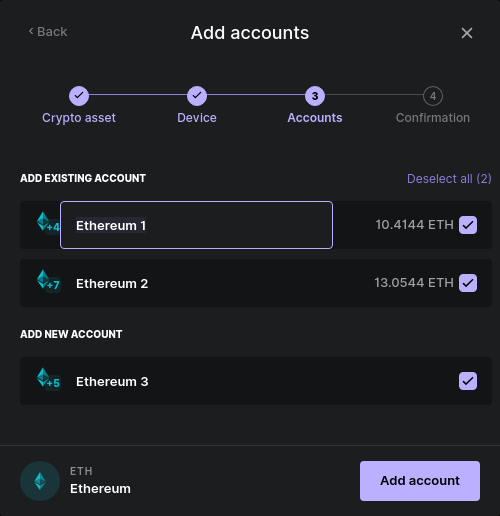 Back
Add accounts
Crypto asset
Device
3
Accounts
4
Confirmation
ADD EXISTING ACCOUNT
Deselect all (2)
+4
Ethereum 1
10.4144 ETH
+7
Ethereum 2
13.0544 ETH
ADD NEW ACCOUNT
+5
Ethereum 3
ETH
Ethereum
Add account